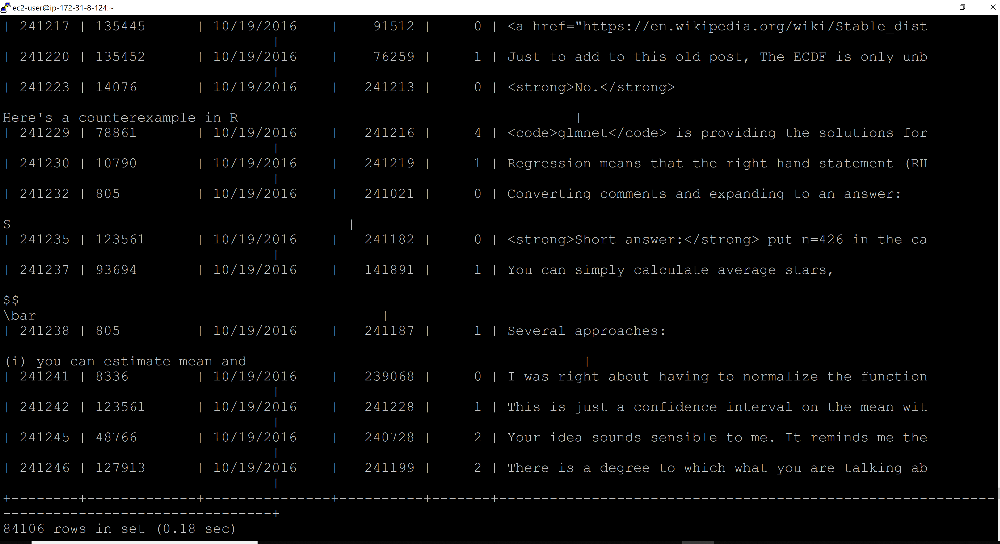 ec2-user@ip-172-31-8-124:~
| 241217 | 135445 | 10/19/2016 | 91512 | 0 | <a href="https://en.wikipedia.org/wiki/Stable_dist
|
| 241220 | 135452 | 10/19/2016 | 76259 | 1 | Just to add to this old post, The ECDF is only unb
|
| 241223 | 14076 | 10/19/2016 | 241213 | 0 | <strong>No.</strong>
Here's a counterexample in R |
| 241229 | 78861 | 10/19/2016 | 241216 | 4 | <code>glmnet</code> is providing the solutions for
|
| 241230 | 10790 | 10/19/2016 | 241219 | 1 | Regression means that the right hand statement (RH
|
| 241232 | 805 | 10/19/2016 | 241021 | 0 | Converting comments and expanding to an answer:
S |
| 241235 | 123561 | 10/19/2016 | 241182 | 0 | <strong>Short answer:</strong> put n=426 in the ca
|
| 241237 | 93694 | 10/19/2016 | 141891 | 1 | You can simply calculate average stars,
$$
\bar |
| 241238 | 805 | 10/19/2016 | 241187 | 1 | Several approaches:
(i) you can estimate mean and |
| 241241 | 8336 | 10/19/2016 | 239068 | 0 | I was right about having to normalize the function
|
| 241242 | 123561 | 10/19/2016 | 241228 | 1 | This is just a confidence interval on the mean wit
|
| 241245 | 48766 | 10/19/2016 | 240728 | 2 | Your idea sounds sensible to me. It reminds me the
|
| 241246 | 127913 | 10/19/2016 | 241199 | 2 | There is a degree to which what you are talking ab
|
+--------+-------------+---------------+----------+-------+-----------------------------------------------------------
--------------------------------+
84106 rows in set (0.18 sec)